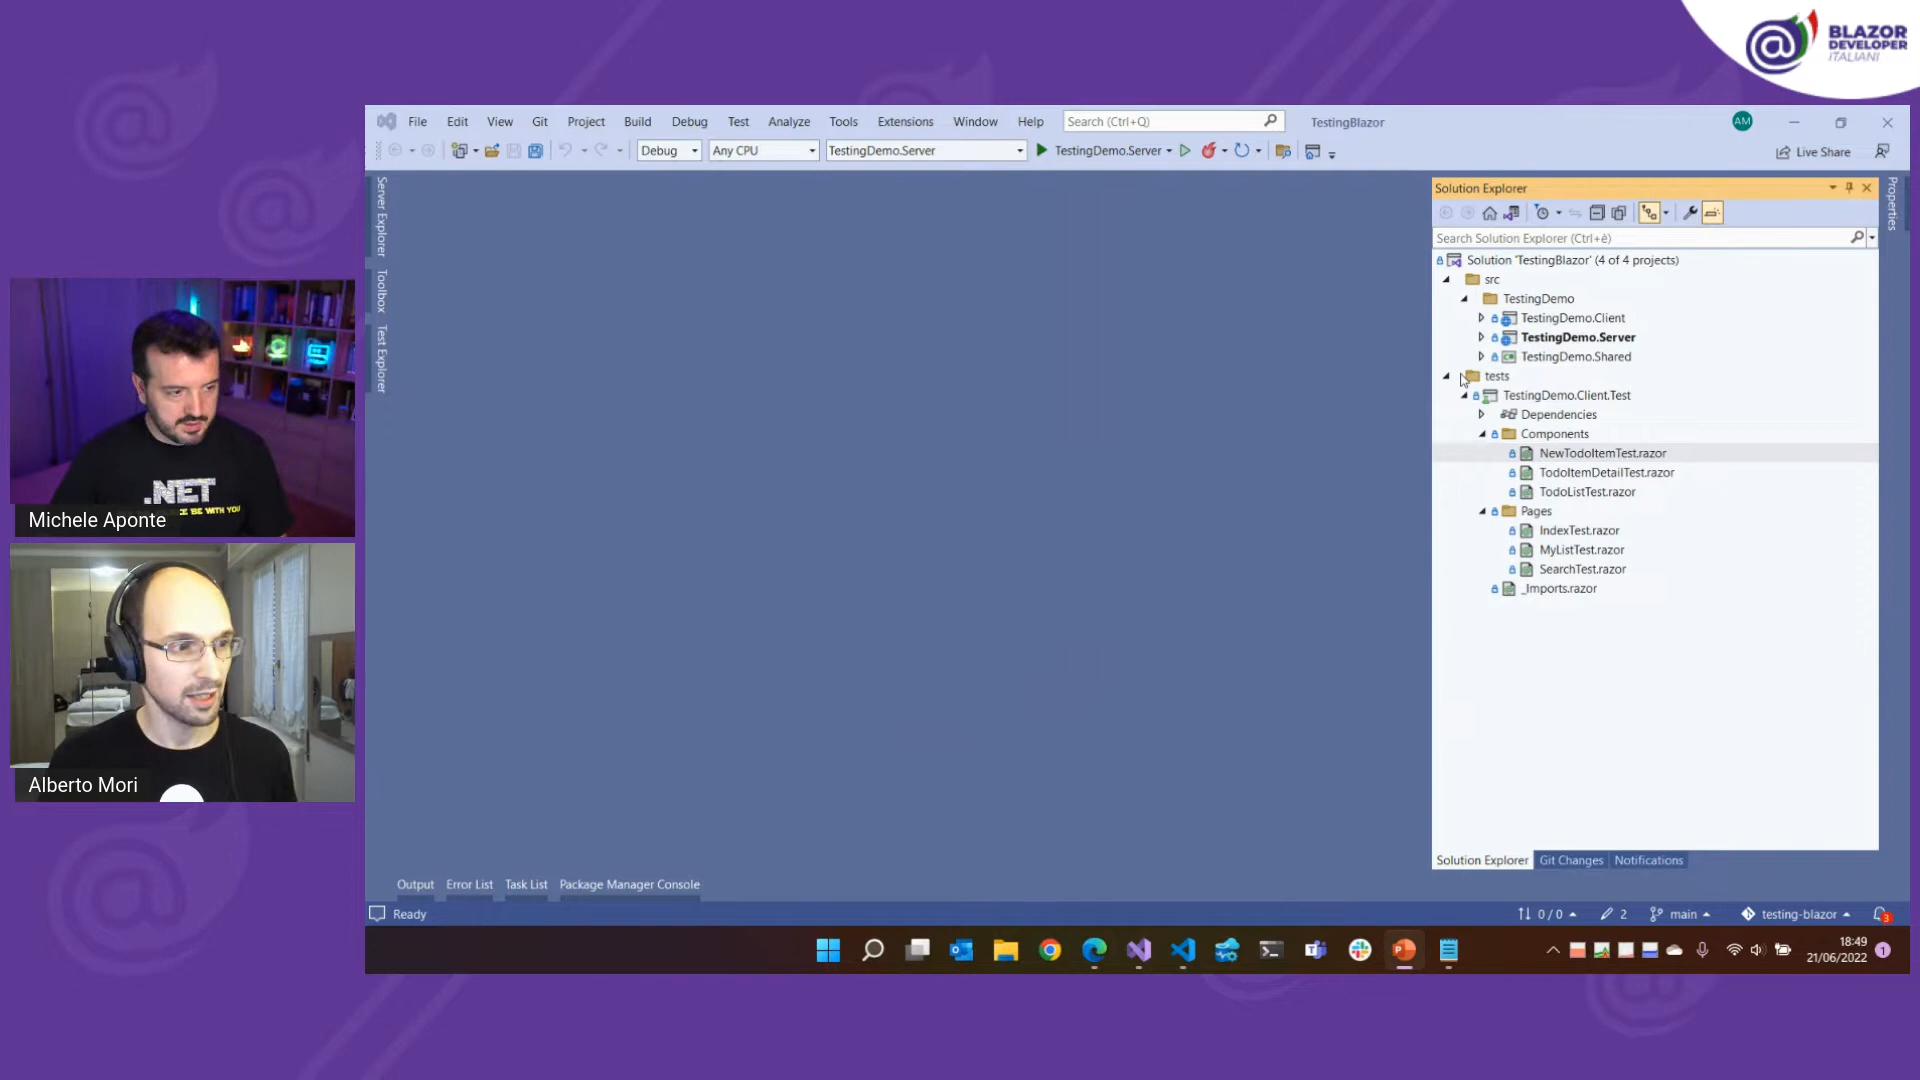 BLAZOR
DEVELOPER
ITALIANI
File Edit View Git Project Build Debug Test Analyze Tools Extensions Window Help Search (Ctrl+Q) TestingBlazor AM
Debug Any CPU TestingDemo.Server TestingDemo.Server Live Share
Server Explorer
Toolbox
Test Explorer
Properties
Solution Explorer
Search Solution Explorer (Ctrl+è)
Solution 'TestingBlazor' (4 of 4 projects)
src
TestingDemo
TestingDemo.Client
TestingDemo.Server
TestingDemo.Shared
tests
TestingDemo.Client.Test
Dependencies
Components
NewTodoItemTest.razor
TodoItemDetailTest.razor
TodoListTest.razor
Pages
IndexTest.razor
MyListTest.razor
SearchTest.razor
_Imports.razor
Solution Explorer Git Changes Notifications
.NET
BE WITH YOU
Michele Aponte
Alberto Mori
Output Error List Task List Package Manager Console
Ready 0 / 0 2 main testing-blazor 3
18:49
21/06/2022 1